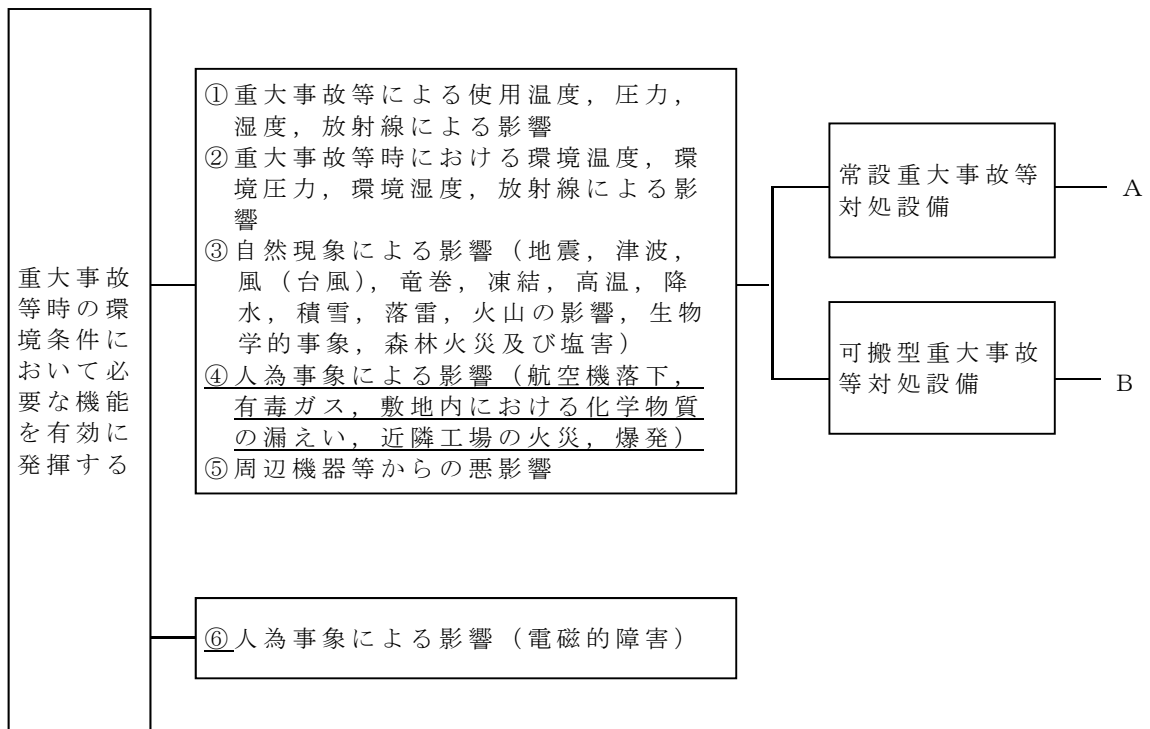 重大事故
等時の環
境条件に
おいて必
要な機能
を有効に
発揮する
①重大事故等による使用温度，圧力，
湿度，放射線による影響
②重大事故等時における環境温度，環
境圧力，環境湿度，放射線による影
響
③自然現象による影響（地震，津波，
風（台風），竜巻，凍結，高温，降
水，積雪，落雷，火山の影響，生物
学的事象，森林火災及び塩害）
④人為事象による影響（航空機落下，
有毒ガス，敷地内における化学物質
の漏えい，近隣工場の火災，爆発）
⑤周辺機器等からの悪影響
常設重大事故等
対処設備
A
可搬型重大事故
等対処設備
B
⑥人為事象による影響（電磁的障害）